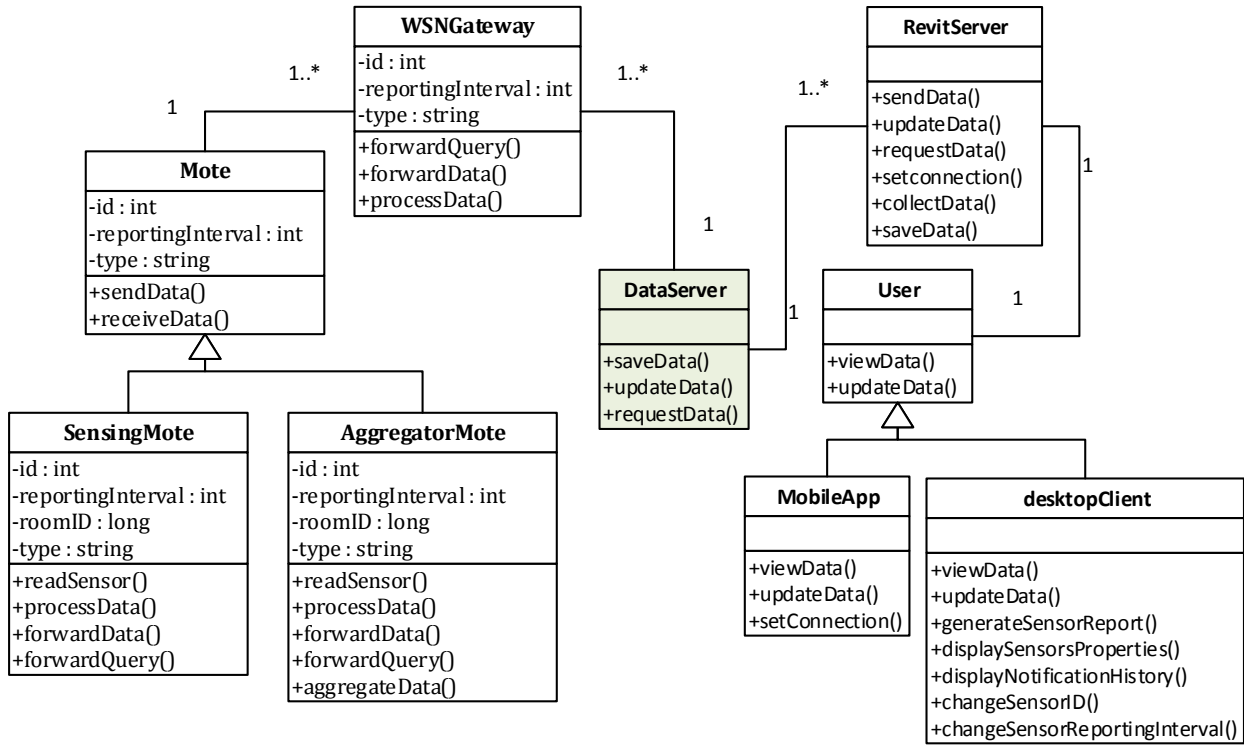 WSNGateway
-id : int
-reportingInterval : int
-type : string
+forwardQuery()
+forwardData()
+processData()
RevitServer
+sendData()
+updateData()
+requestData()
+setconnection()
+collectData()
+saveData()
1..*
1..*
1..*
1
1
Mote
-id : int
-reportingInterval : int
-type : string
+sendData()
+receiveData()
1
DataServer
+saveData()
+updateData()
+requestData()
1
User
+viewData()
+updateData()
1
SensingMote
-id : int
-reportingInterval : int
-roomID : long
-type : string
+readSensor()
+processData()
+forwardData()
+forwardQuery()
AggregatorMote
-id : int
-reportingInterval : int
-roomID : long
-type : string
+readSensor()
+processData()
+forwardData()
+forwardQuery()
+aggregateData()
MobileApp
+viewData()
+updateData()
+setConnection()
desktopClient
+viewData()
+updateData()
+generateSensorReport()
+displaySensorsProperties()
+displayNotificationHistory()
+changeSensorID()
+changeSensorReportingInterval()